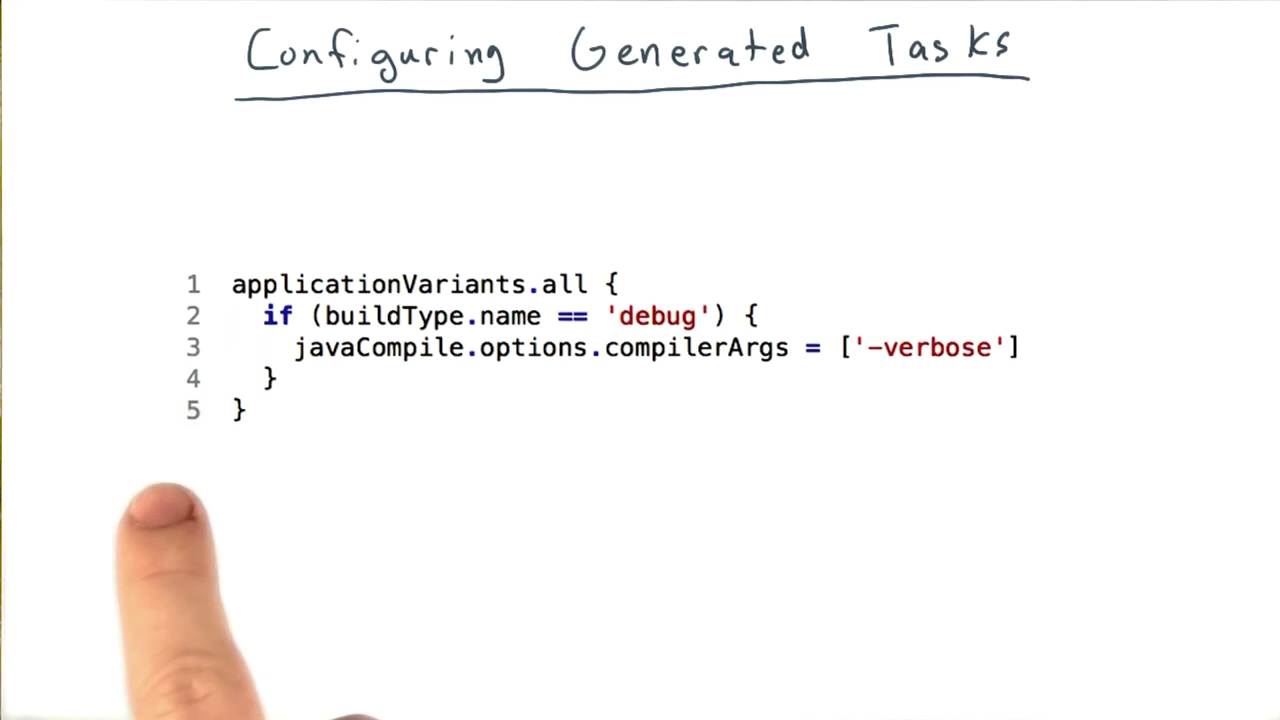 Configuring Generated Tasks
1 applicationVariants.all {
2   if (buildType.name == 'debug') {
3     javaCompile.options.compilerArgs = ['-verbose']
4   }
5 }